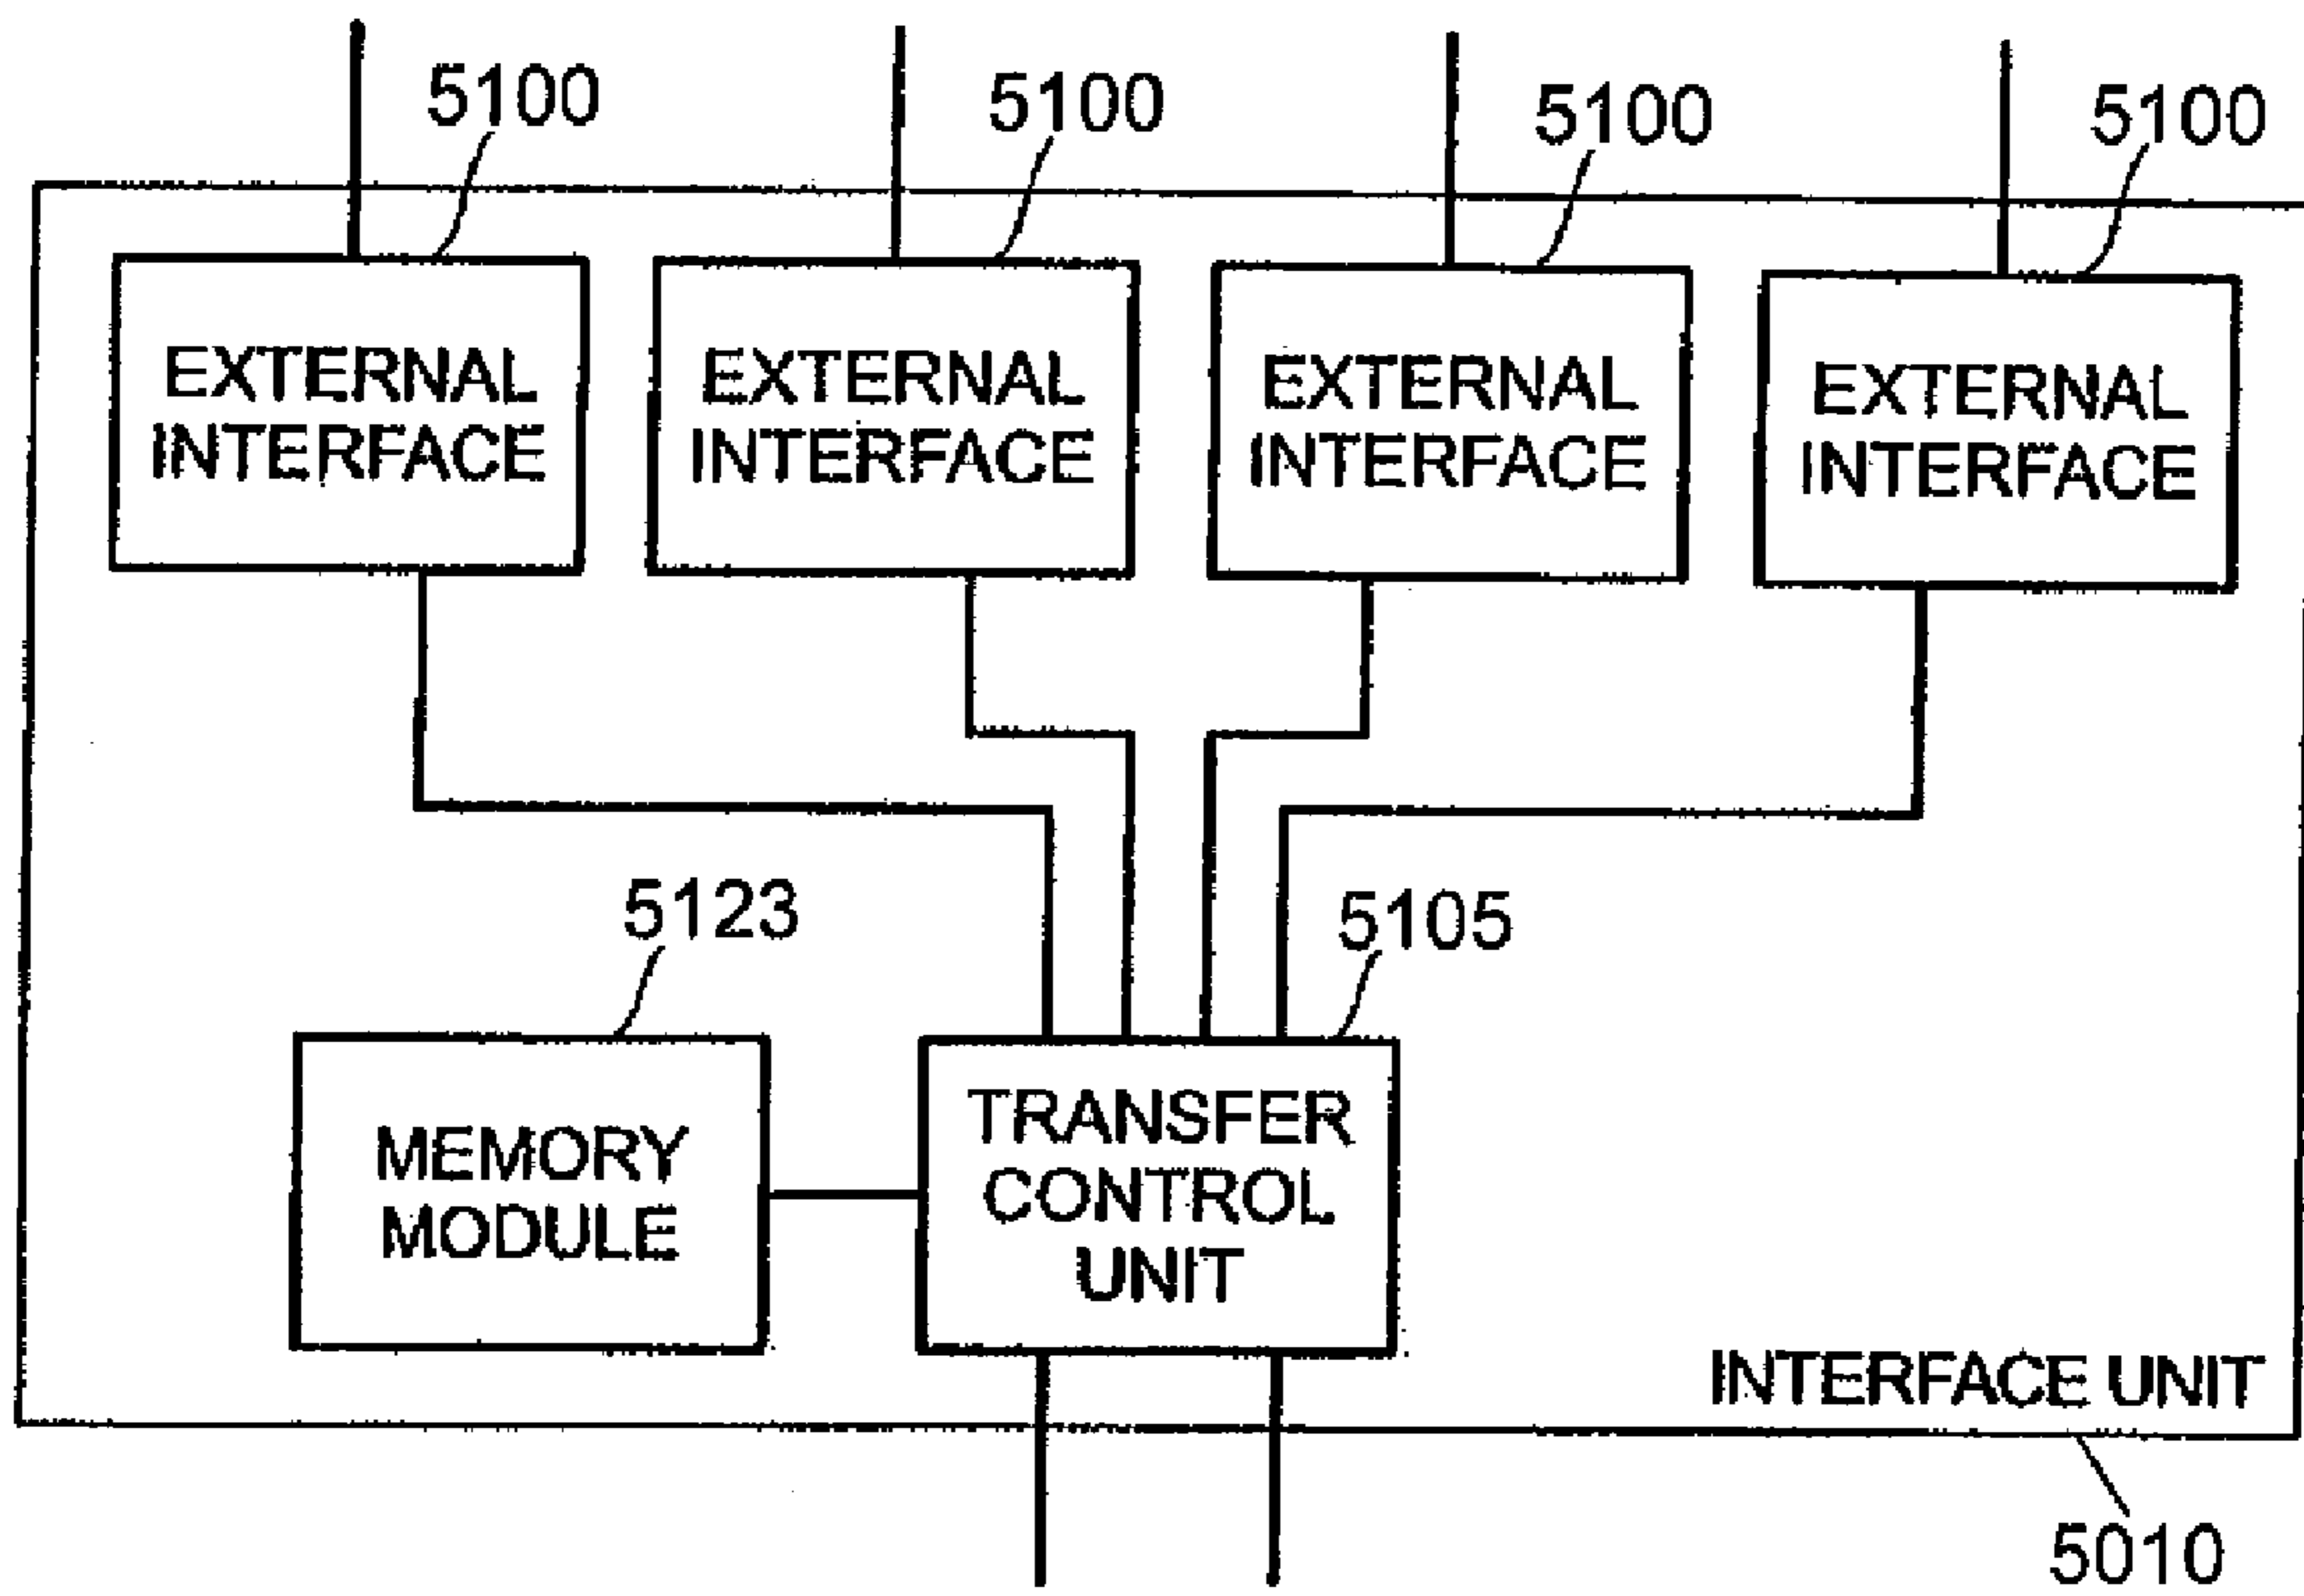 5100
5100
5100
5100
EXTERNAL
INTERFACE
EXTERNAL
INTERFACE
EXTERNAL
INTERFACE
EXTERNAL
INTERFACE
5123
5105
MEMORY
MODULE
TRANSFER
CONTROL
UNIT
INTERFACE UNIT
5010